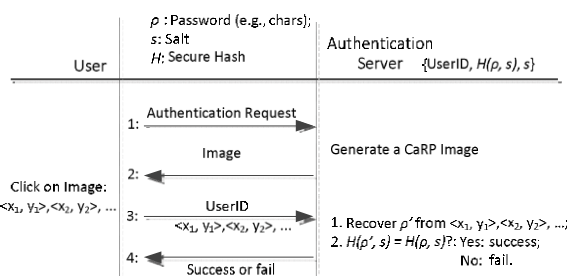 ρ : Password (e.g., chars);
s: Salt
H: Secure Hash
User
Authentication
Server {UserID, H(ρ, s), s}
Authentication Request
1:
Image
Generate a CaRP Image
2:
Click on Image:
<x₁, y₁>,<x₂, y₂>, ...
UserID
3:
<x₁, y₁>,<x₂, y₂>, ...
1. Recover ρ' from <x₁, y₁>,<x₂, y₂>, ...;
2. H(ρ', s) = H(ρ, s)?: Yes: success;
No: fail.
4:
Success or fail